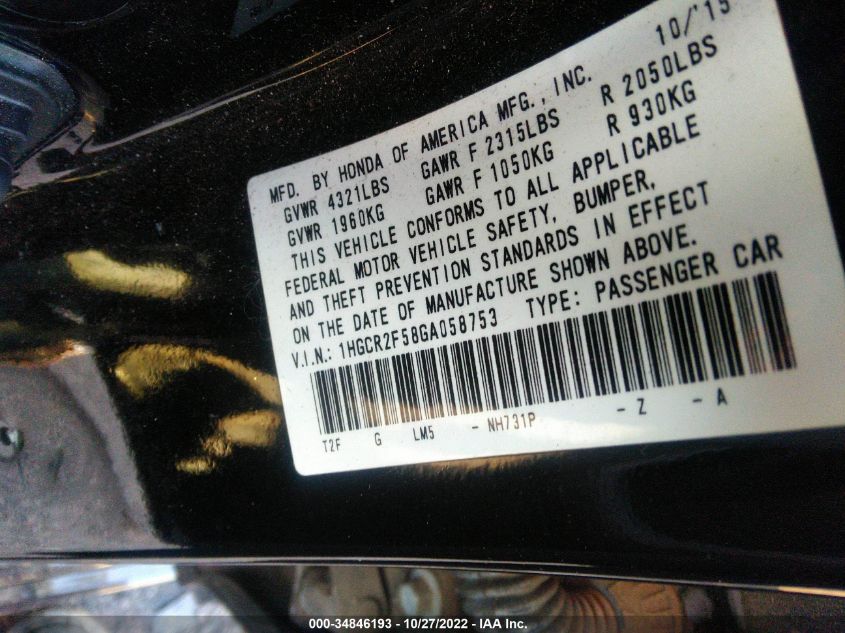 MFD. BY HONDA OF AMERICA MFG., INC. 10/'15
GVWR 4321LBS GAWR F 2315LBS R 2050LBS
GVWR 1960KG GAWR F 1050KG R 930KG
THIS VEHICLE CONFORMS TO ALL APPLICABLE
FEDERAL MOTOR VEHICLE SAFETY, BUMPER,
AND THEFT PREVENTION STANDARDS IN EFFECT
ON THE DATE OF MANUFACTURE SHOWN ABOVE.
V.I.N.: 1HGCR2F58GA058753 TYPE: PASSENGER CAR
T2F G LM5 - NH731P - Z - A
000-34846193 - 10/27/2022 - IAA Inc.